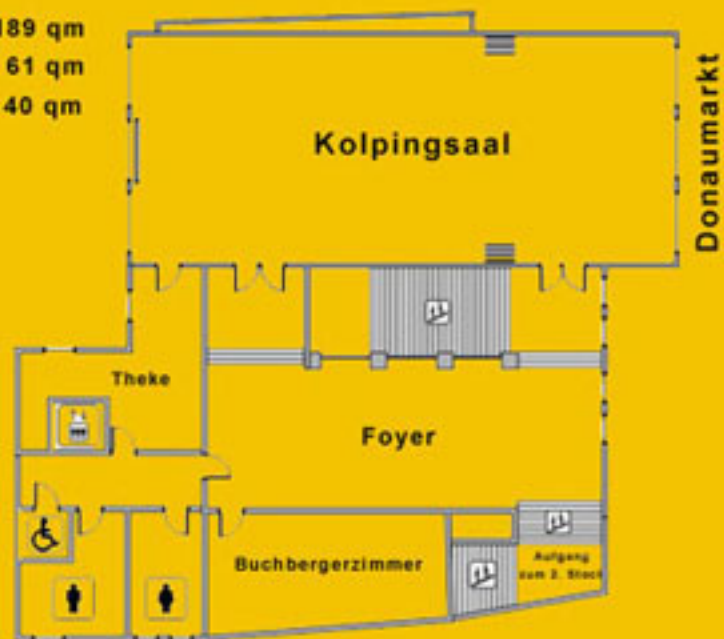 189 qm
61 qm
40 qm
Kolpingsaal
Donaumarkt
Theke
Foyer
Buchbergerzimmer
Aufgang
zum 2. Stock